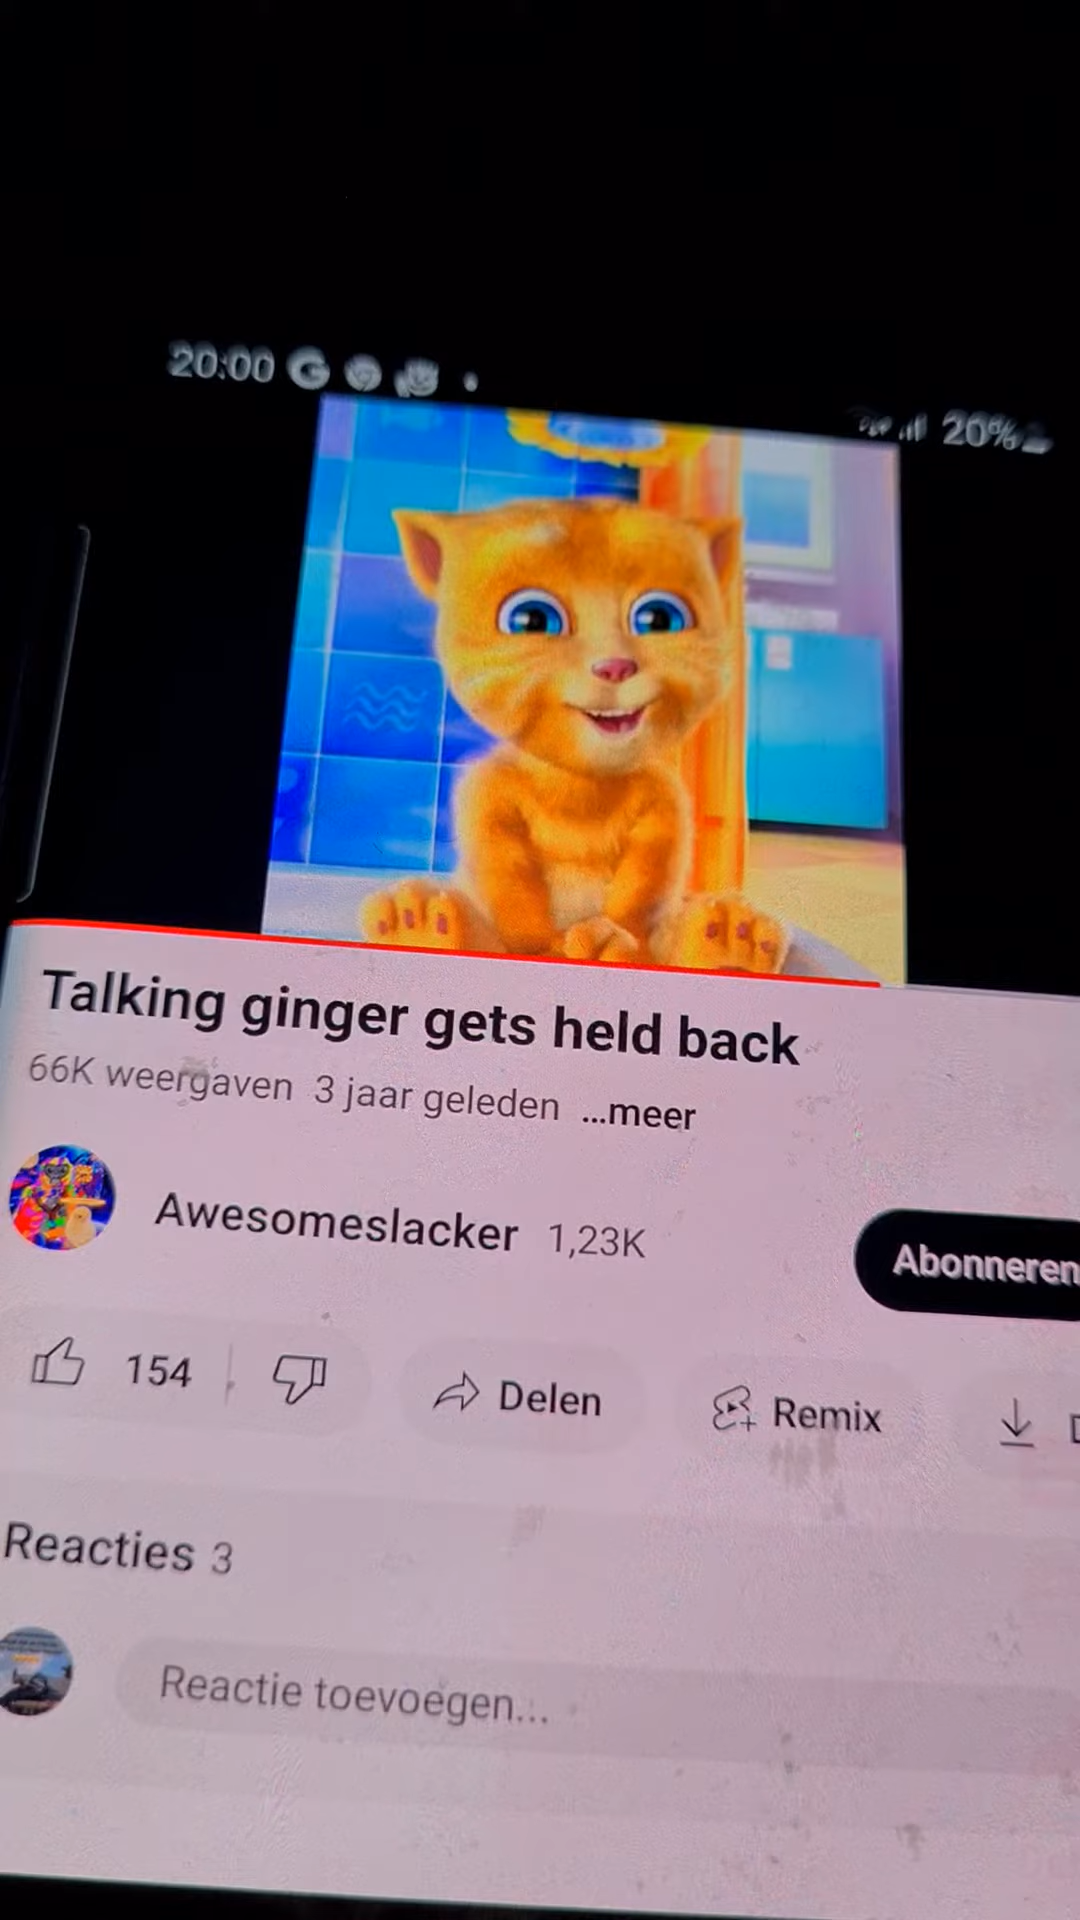 20:00
20%
Talking ginger gets held back
66K weergaven 3 jaar geleden ...meer
Awesomeslacker 1,23K
Abonneren
154
Delen
Remix
Reacties 3
Reactie toevoegen...